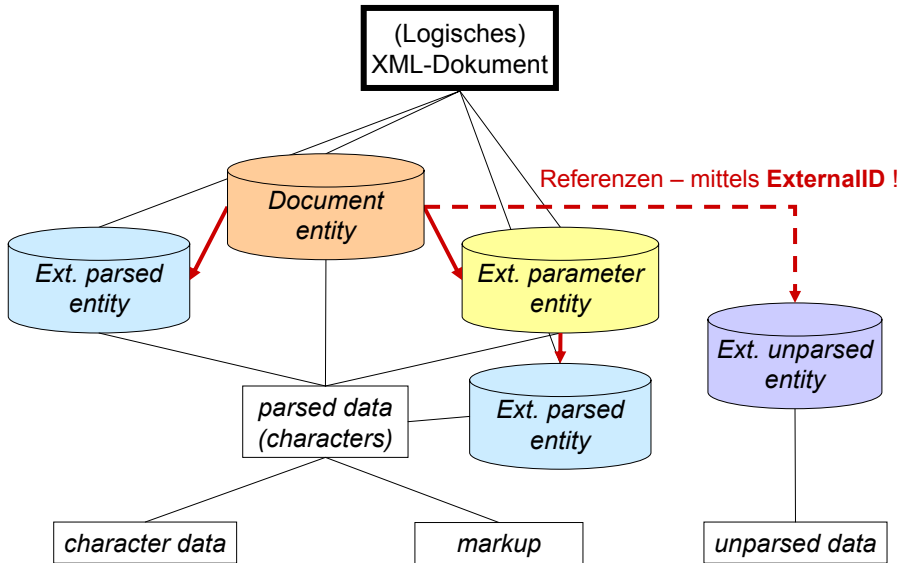 (Logisches)
XML-Dokument
Referenzen – mittels ExternalID !
Document
entity
Ext. parsed
entity
Ext. parameter
entity
Ext. unparsed
entity
parsed data
(characters)
Ext. parsed
entity
character data
markup
unparsed data